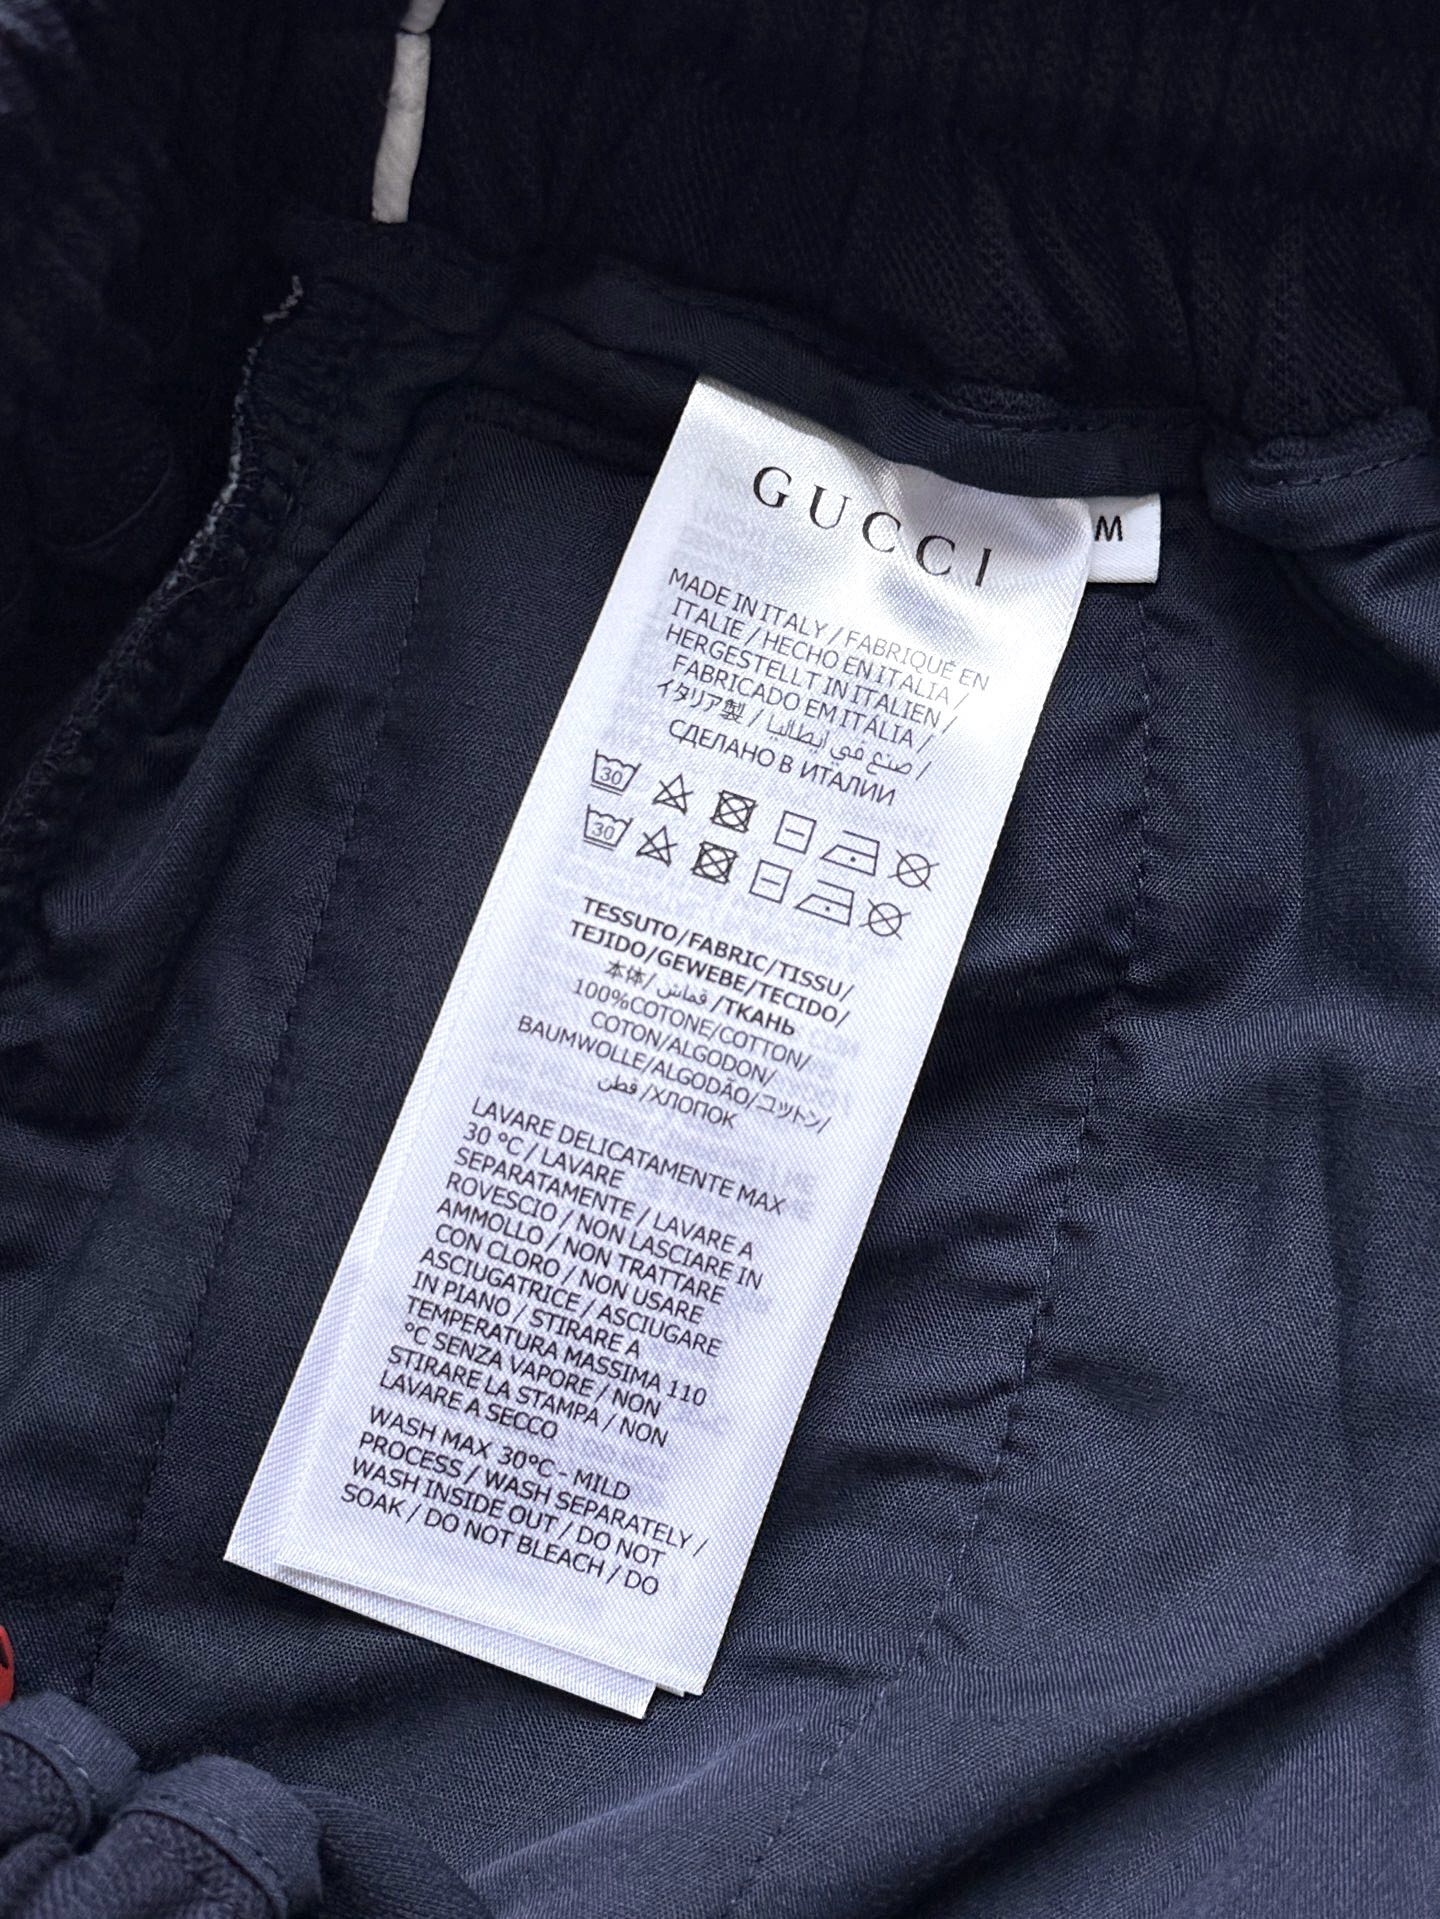 GUCCI
M
MADE IN ITALY / FABRIQUÉ EN
ITALIE / HECHO EN ITALIA /
HERGESTELLT IN ITALIEN /
FABRICADO EM ITÁLIA /
イタリア製 / صنع في إيطاليا /
СДЕЛАНО В ИТАЛИИ
30
30
TESSUTO/FABRIC/TISSU/
TEJIDO/GEWEBE/TECIDO/
本体/ قماش /ТКАНЬ
100%COTONE/COTTON/
COTON/ALGODON/
BAUMWOLLE/ALGODÃO/コットン/
قطن /ХЛОПОК
LAVARE DELICATAMENTE MAX
30 °C / LAVARE
SEPARATAMENTE / LAVARE A
ROVESCIO / NON LASCIARE IN
AMMOLLO / NON TRATTARE
CON CLORO / NON USARE
ASCIUGATRICE / ASCIUGARE
IN PIANO / STIRARE A
TEMPERATURA MASSIMA 110
°C SENZA VAPORE / NON
STIRARE LA STAMPA / NON
LAVARE A SECCO
WASH MAX 30°C - MILD
PROCESS / WASH SEPARATELY /
WASH INSIDE OUT / DO NOT
SOAK / DO NOT BLEACH / DO